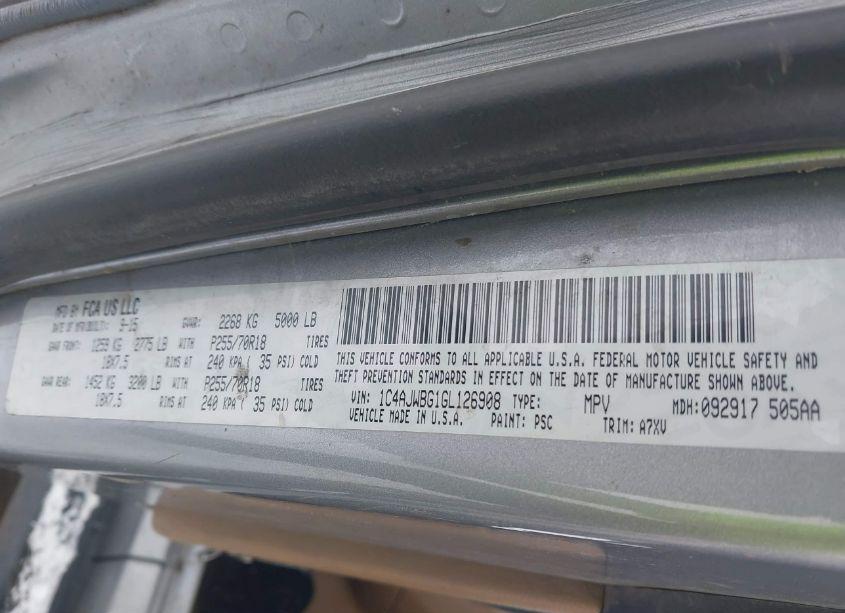 MFD BY: FCA US LLC
DATE OF MFR(BUILT): 9-15 GVWR: 2268 KG 5000 LB
GAWR FRONT: 1259 KG 2775 LB WITH P255/70R18 TIRES
18X7.5 RIMS AT 240 KPA( 35 PSI) COLD
GAWR REAR: 1452 KG 3200 LB WITH P255/70R18 TIRES
18X7.5 RIMS AT 240 KPA( 35 PSI) COLD
THIS VEHICLE CONFORMS TO ALL APPLICABLE U.S.A. FEDERAL MOTOR VEHICLE SAFETY AND
THEFT PREVENTION STANDARDS IN EFFECT ON THE DATE OF MANUFACTURE SHOWN ABOVE.
VIN: 1C4AJWBG1GL126908 TYPE: MPV MDH: 092917 505AA
VEHICLE MADE IN U.S.A. PAINT: PSC TRIM: A7XV